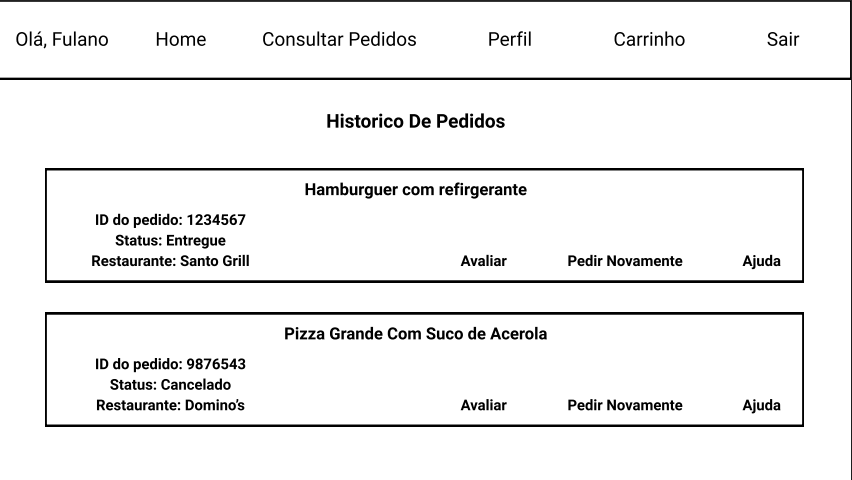 Olá, Fulano Home Consultar Pedidos Perfil Carrinho Sair
Historico De Pedidos
Hamburguer com refirgerante
ID do pedido: 1234567
Status: Entregue
Restaurante: Santo Grill Avaliar Pedir Novamente Ajuda
Pizza Grande Com Suco de Acerola
ID do pedido: 9876543
Status: Cancelado
Restaurante: Domino’s Avaliar Pedir Novamente Ajuda